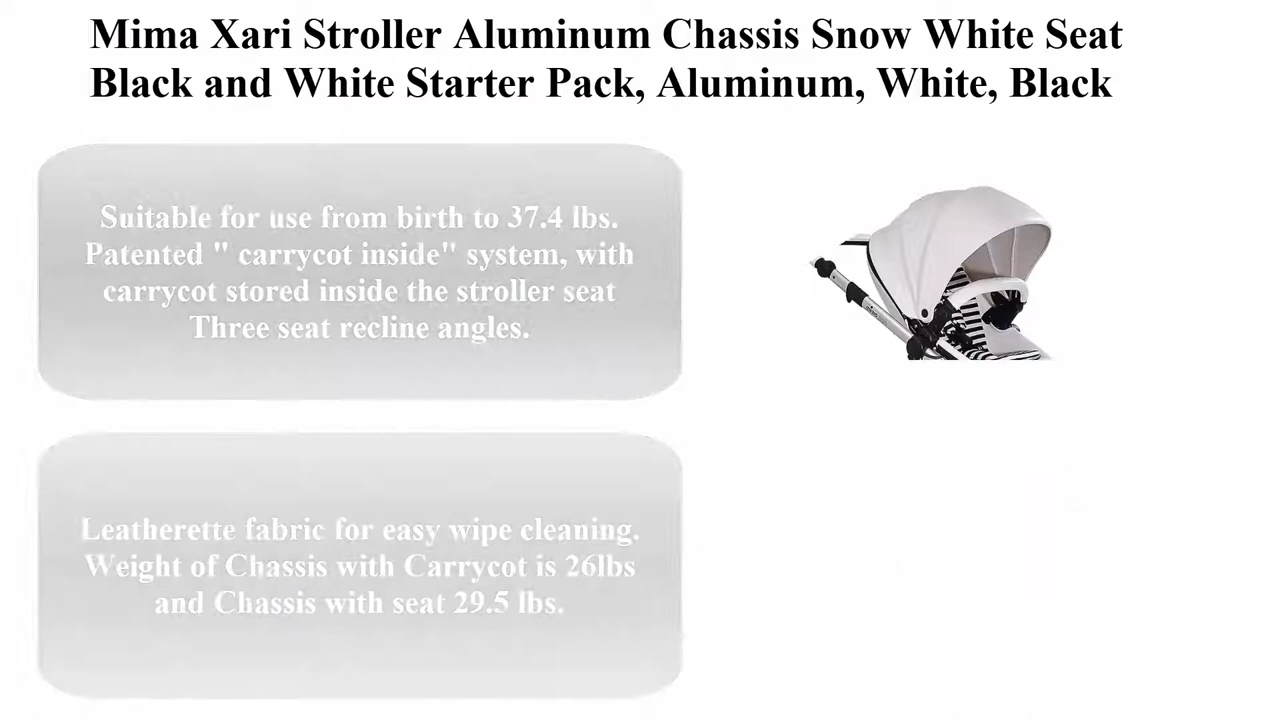 Mima Xari Stroller Aluminum Chassis Snow White Seat
Black and White Starter Pack, Aluminum, White, Black
Suitable for use from birth to 37.4 lbs.
Patented " carrycot inside" system, with
carrycot stored inside the stroller seat
Three seat recline angles.
Leatherette fabric for easy wipe cleaning.
Weight of Chassis with Carrycot is 26lbs
and Chassis with seat 29.5 lbs.